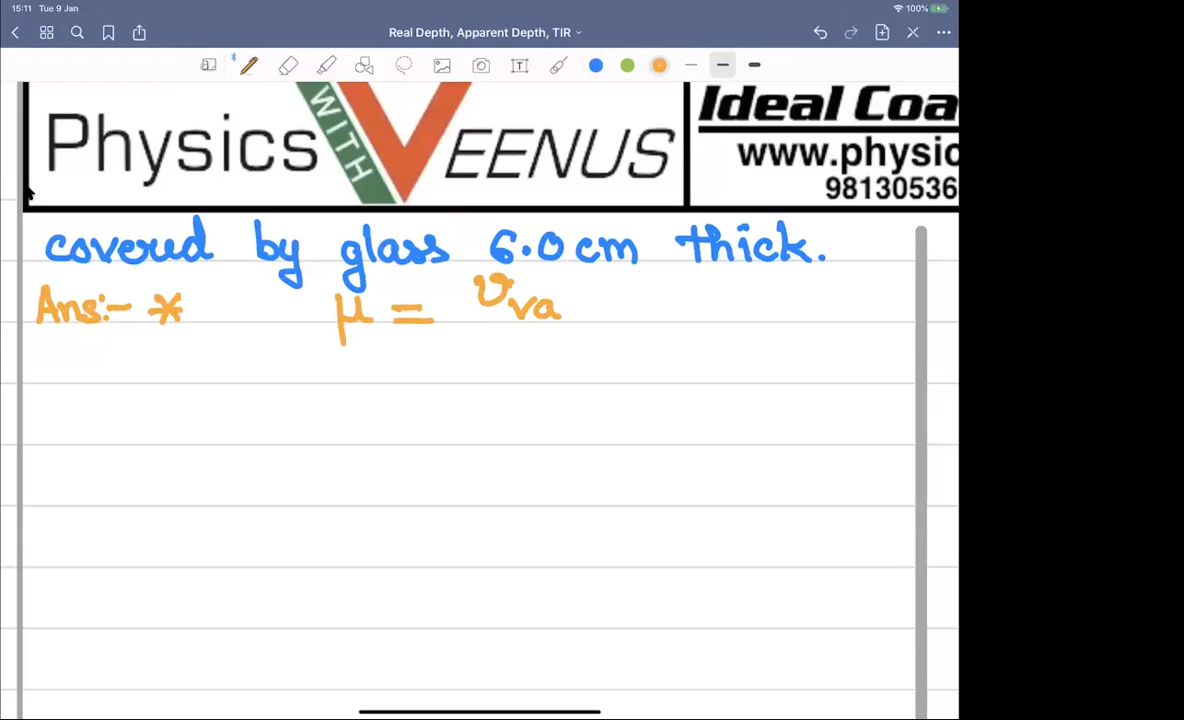 15:11 Tue 9 Jan
100%
Real Depth, Apparent Depth, TIR
T
Physics WITH VEENUS
Ideal Coa
www.physic
98130536
covered by glass 6.0 cm thick.
Ans:- * μ = v va